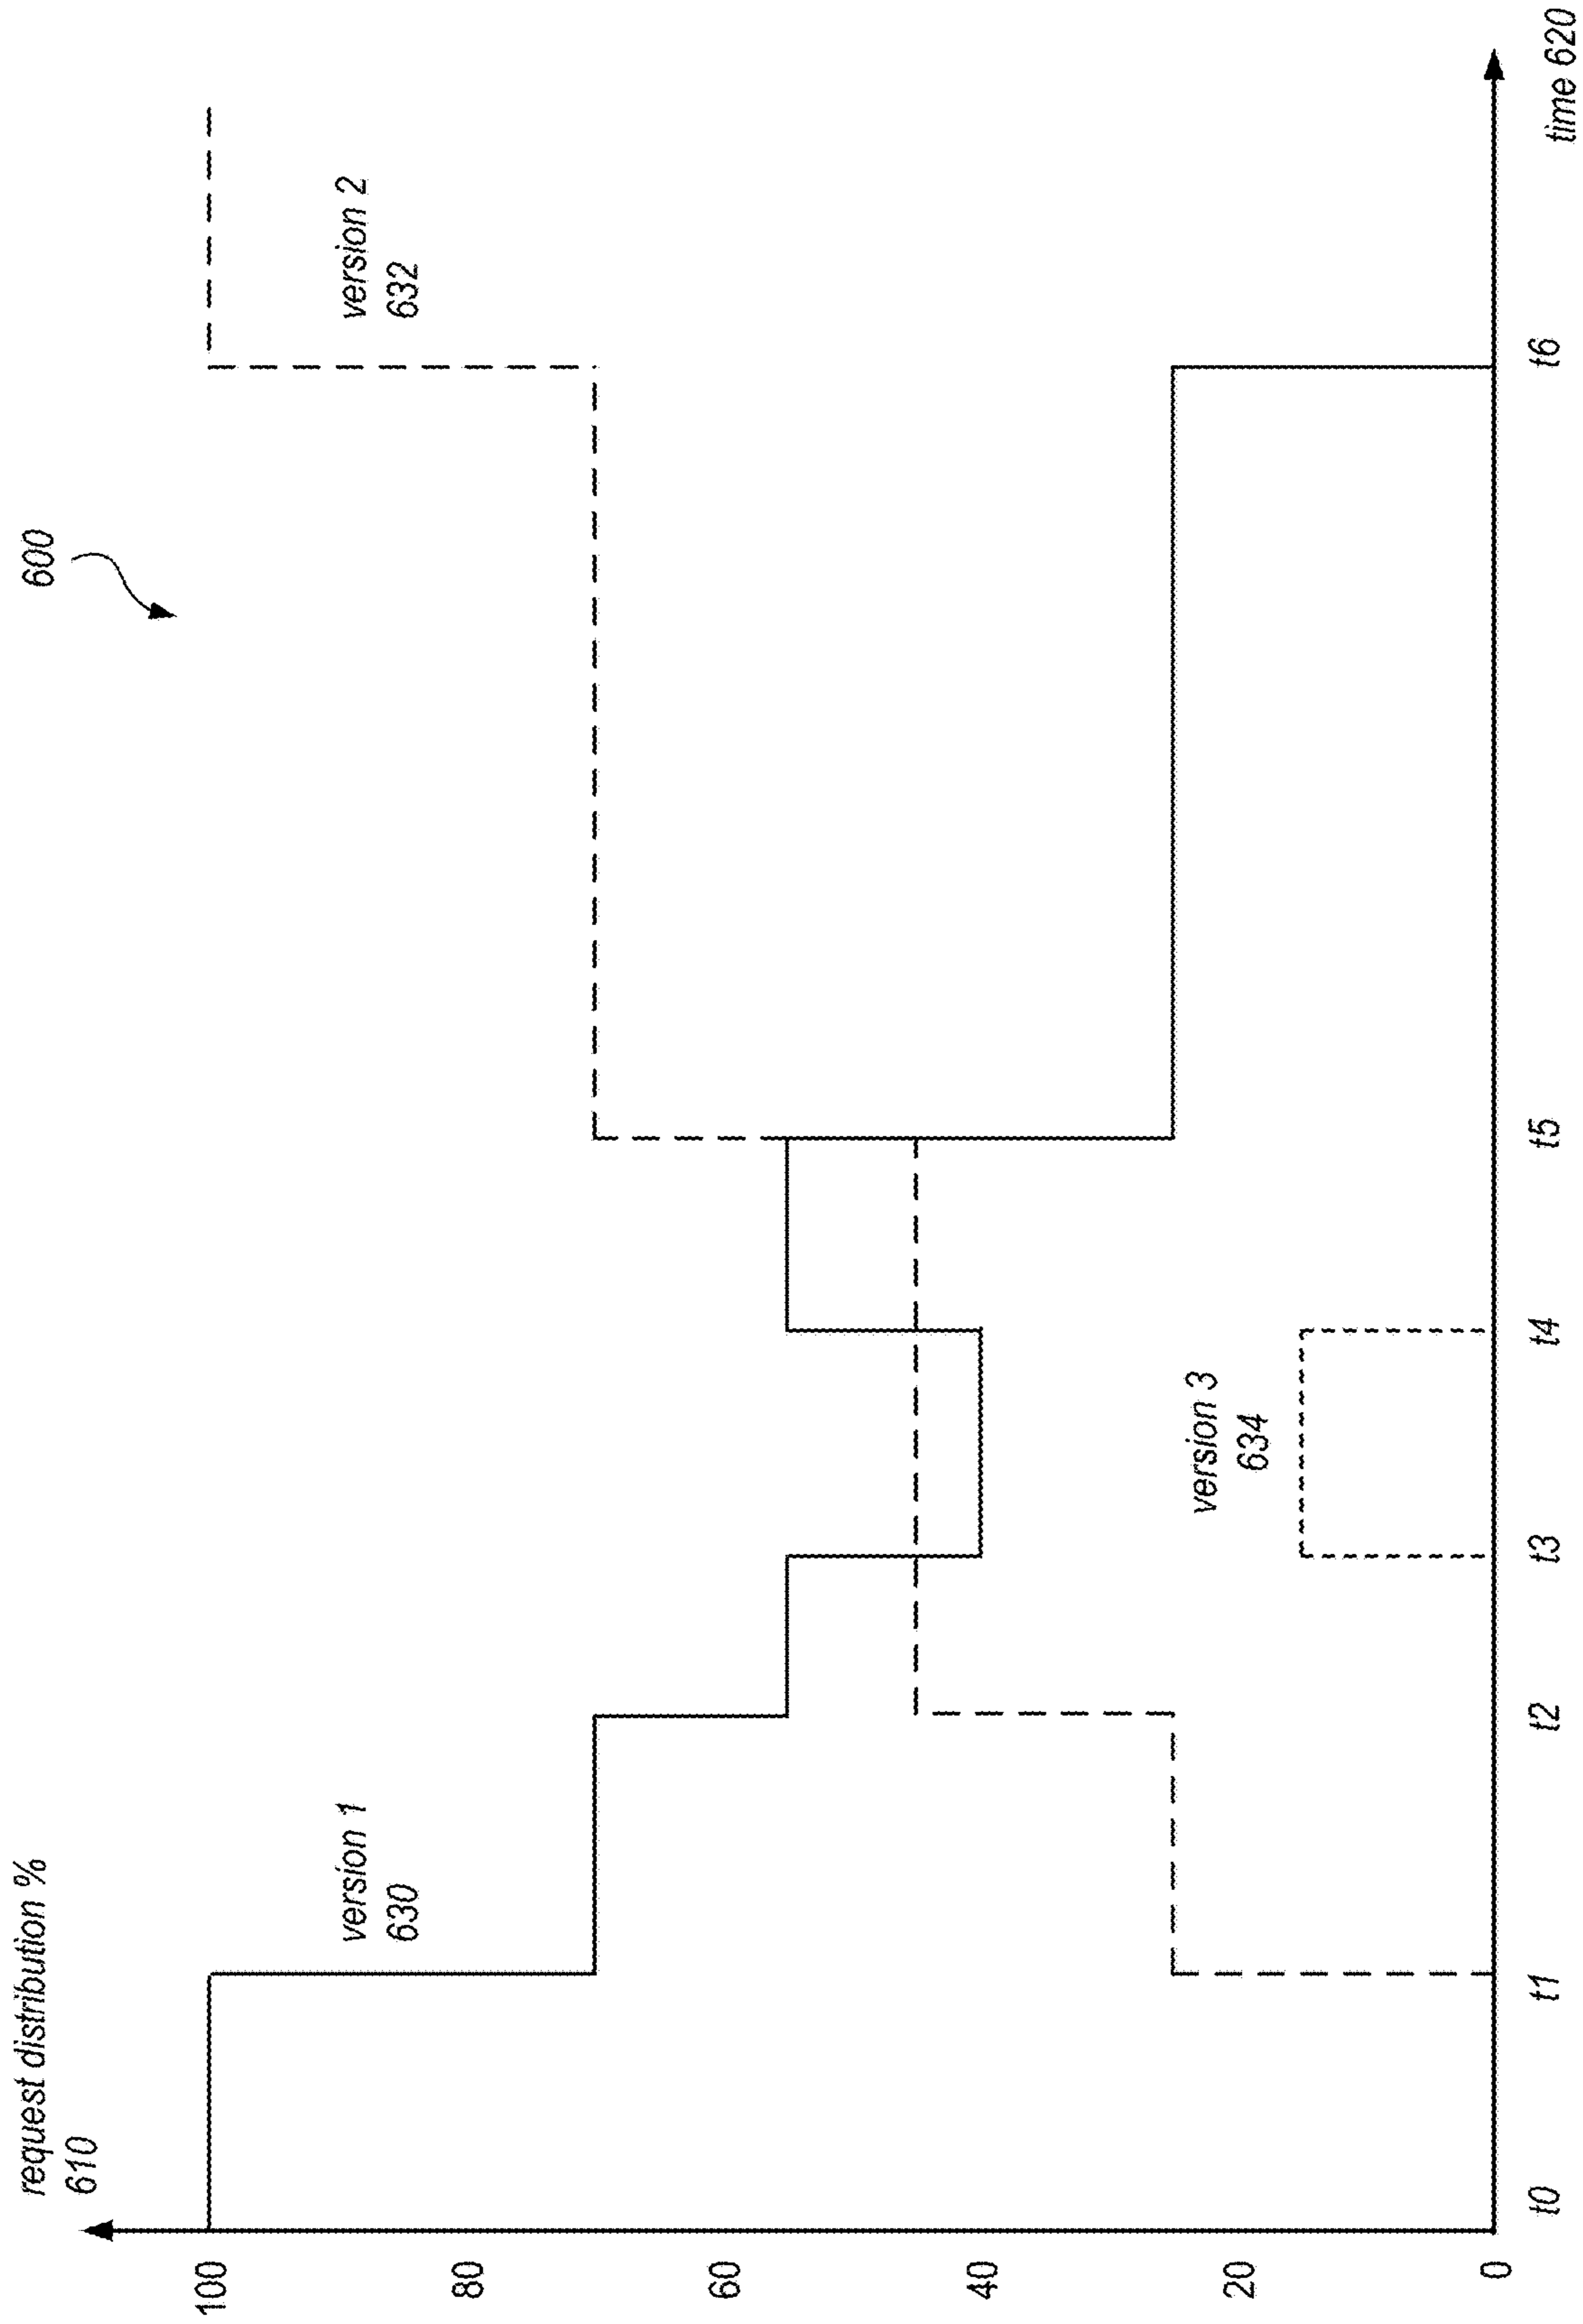 600
request distribution %
610
100
80
60
40
20
0
version 1
630
version 2
632
version 3
634
t0
t1
t2
t3
t4
t5
t6
time 620